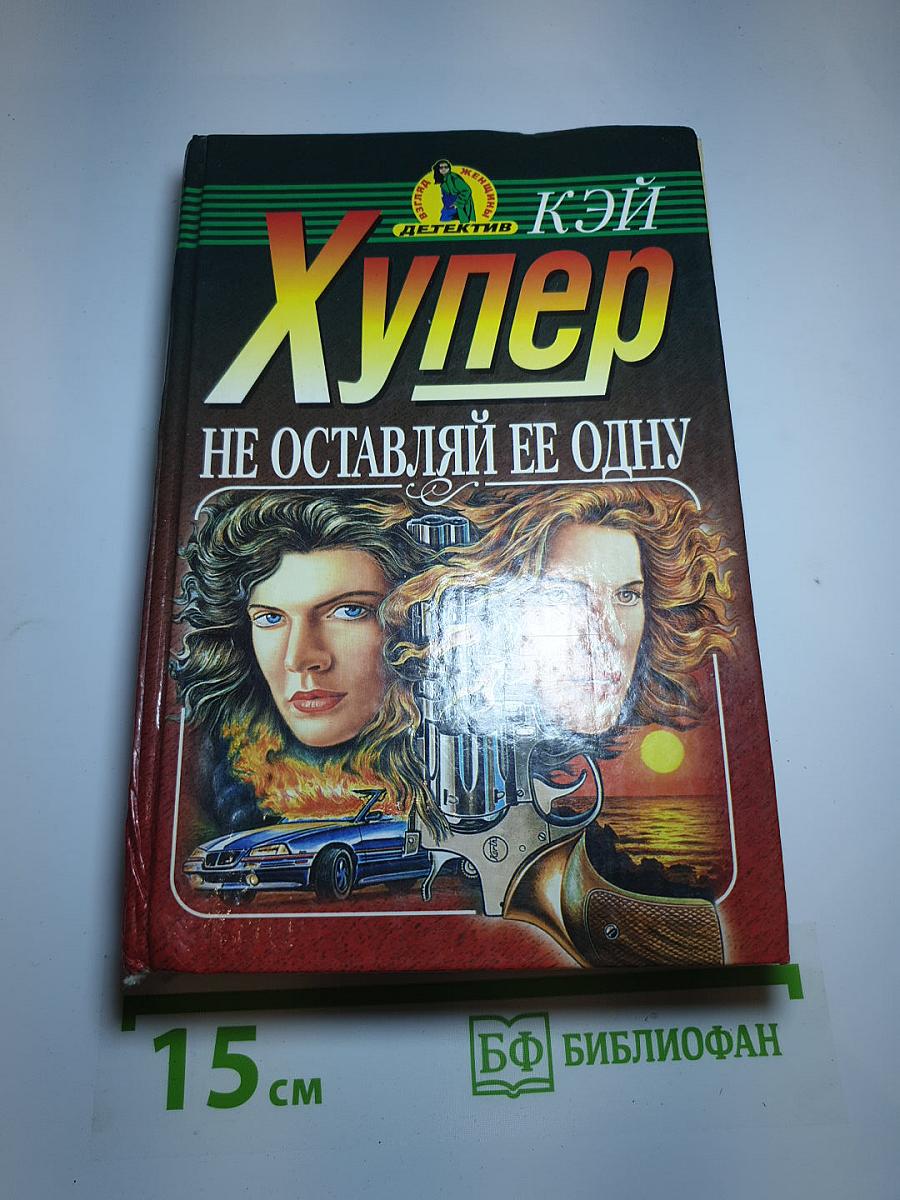 ВЗГЛЯД ЖЕНЩИНЫ
ДЕТЕКТИВ
КЭЙ
Хупер
НЕ ОСТАВЛЯЙ ЕЕ ОДНУ
15 см
БФ БИБЛИОФАН